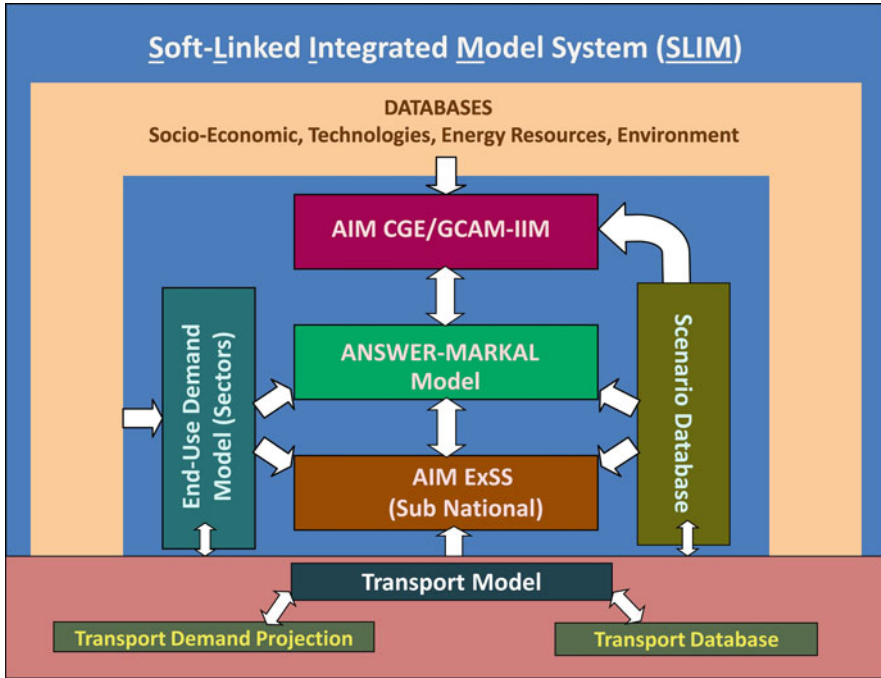 Soft-Linked Integrated Model System (SLIM)
DATABASES
Socio-Economic, Technologies, Energy Resources, Environment
AIM CGE/GCAM-IIM
End-Use Demand
Model (Sectors)
ANSWER-MARKAL
Model
Scenario Database
AIM ExSS
(Sub National)
Transport Model
Transport Demand Projection
Transport Database